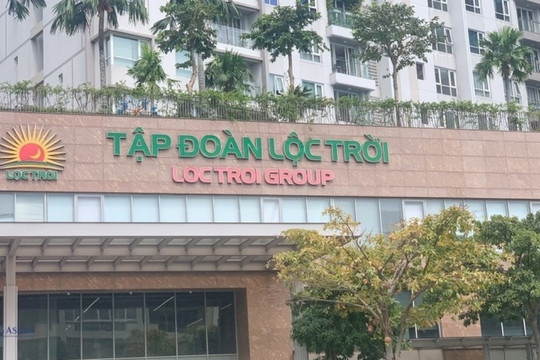 TẬP ĐOÀN LỘC TRỜI
LOC TROI GROUP
LỘC TRỜI